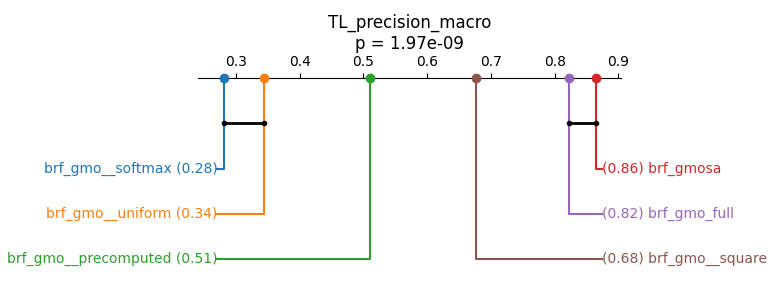 TL_precision_macro
p = 1.97e-09
0.3 0.4 0.5 0.6 0.7 0.8 0.9
brf_gmo__softmax (0.28) (0.86) brf_gmosa
brf_gmo__uniform (0.34) (0.82) brf_gmo_full
brf_gmo__precomputed (0.51) (0.68) brf_gmo__square